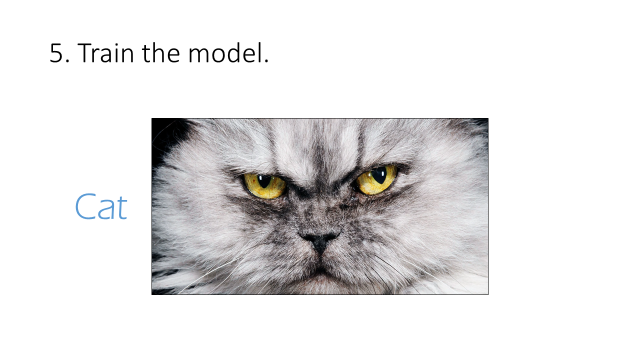 5. Train the model.
Cat